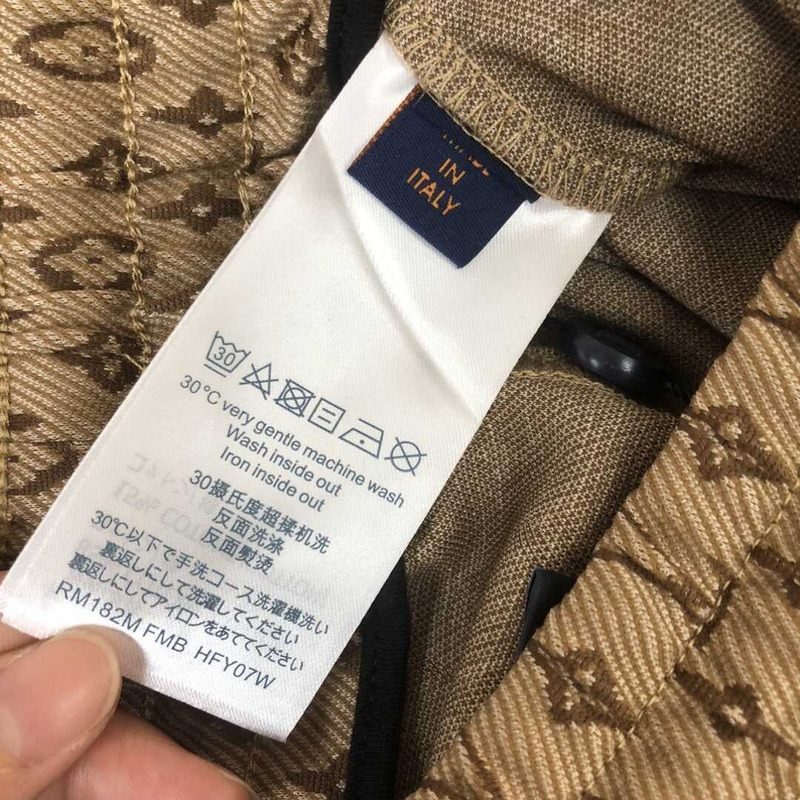 IN
ITALY
30
30°C very gentle machine wash
Wash inside out
Iron inside out
30摄氏度超揉机洗
反面洗涤
反面熨烫
30℃以下で手洗コース洗濯機洗い
裏返しにして洗濯してください
裏返しにしてアイロンをあててください
RM182M FMB HFY07W